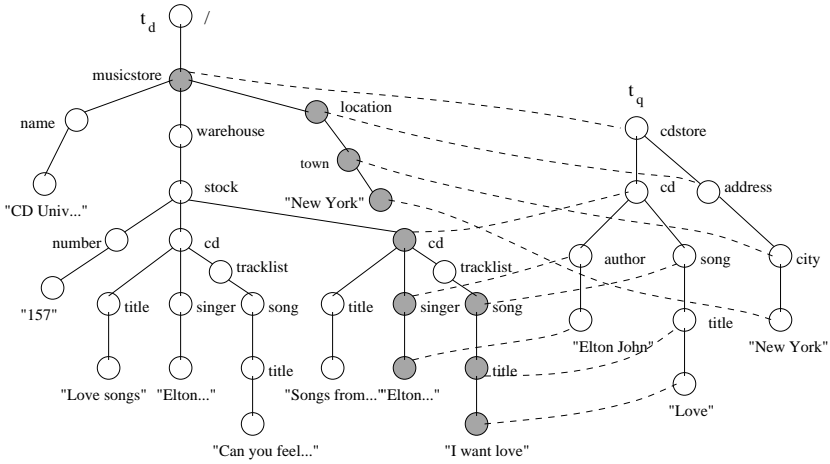 t d /
musicstore
location
t q
name
warehouse
cdstore
town
stock
cd
address
"CD Univ..."
"New York"
number
cd
cd
tracklist
tracklist
author
song
city
"157"
title
singer
song
title
singer
song
"Elton John"
title
"New York"
title
title
"Love songs"
"Elton..."
"Songs from..."
"Elton..."
"Love"
"Can you feel..."
"I want love"